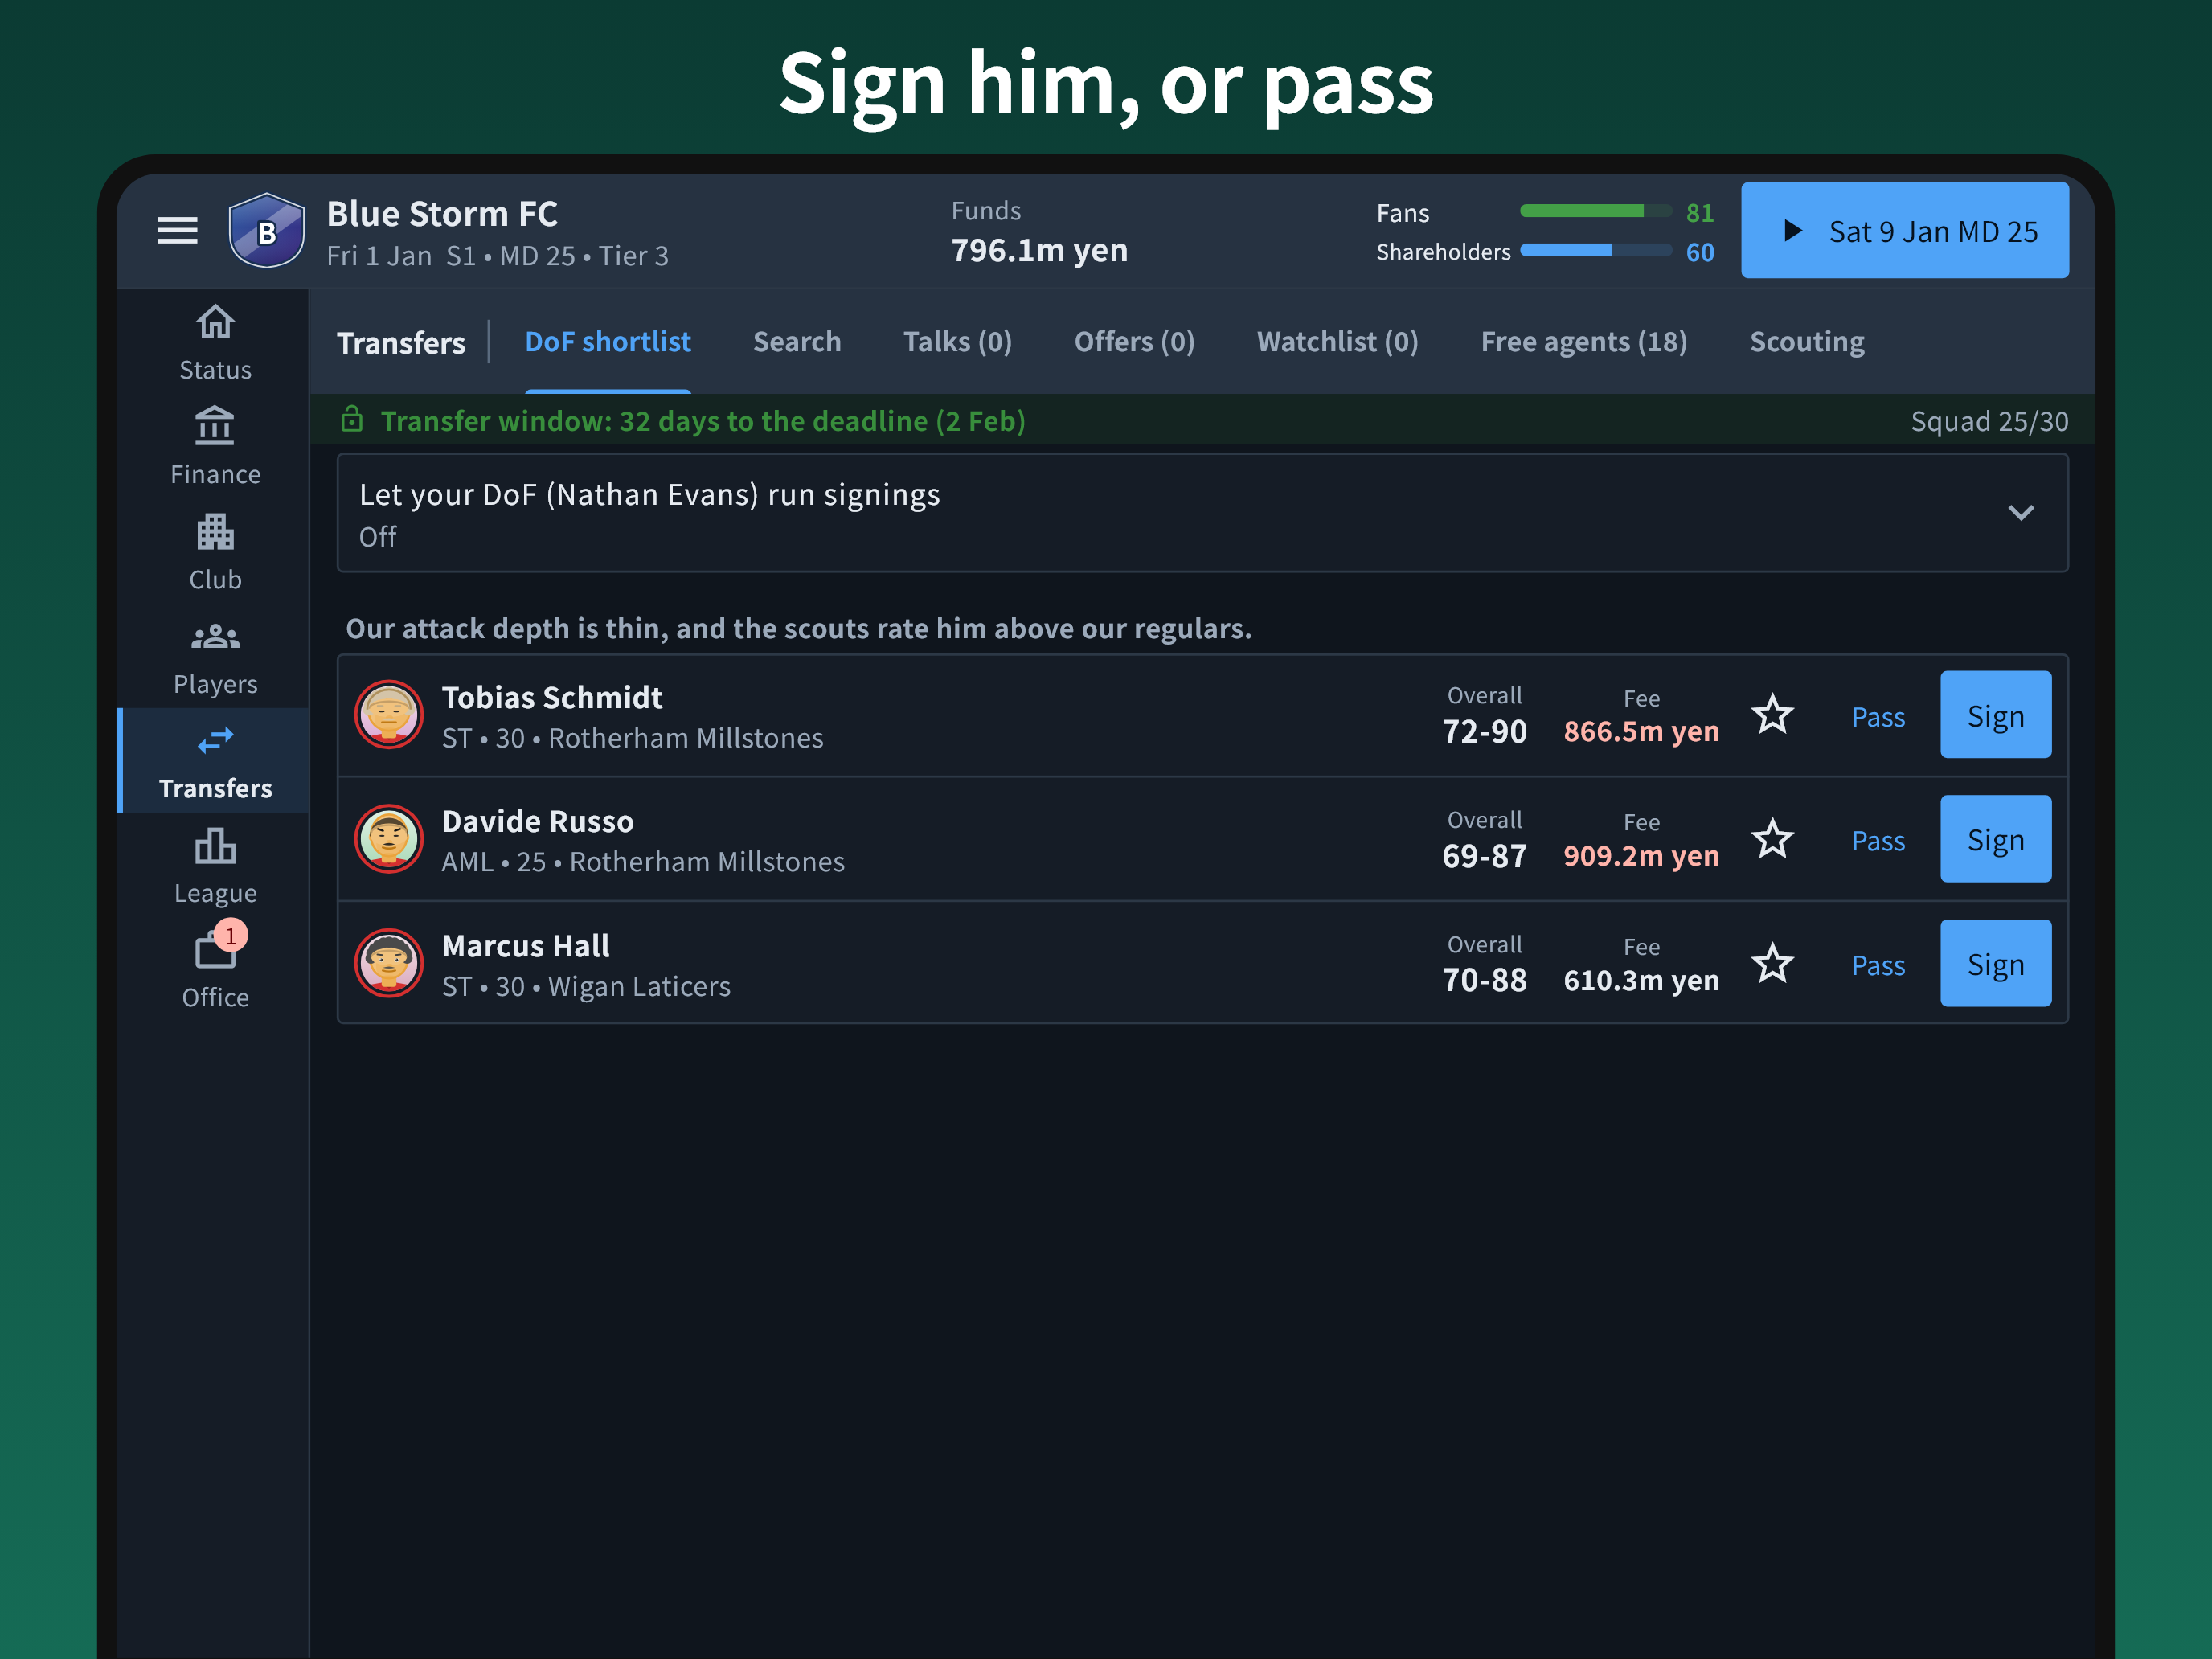 Sign him, or pass
B
Blue Storm FC
Fri 1 Jan S1 • MD 25 • Tier 3
Funds
796.1m yen
Fans 81
Shareholders 60
Sat 9 Jan MD 25
Status
Finance
Club
Players
Transfers
League
1
Office
Transfers
DoF shortlist
Search
Talks (0)
Offers (0)
Watchlist (0)
Free agents (18)
Scouting
Transfer window: 32 days to the deadline (2 Feb)
Squad 25/30
Let your DoF (Nathan Evans) run signings
Off
Our attack depth is thin, and the scouts rate him above our regulars.
Tobias Schmidt
ST • 30 • Rotherham Millstones
Overall
72-90
Fee
866.5m yen
Pass
Sign
Davide Russo
AML • 25 • Rotherham Millstones
Overall
69-87
Fee
909.2m yen
Pass
Sign
Marcus Hall
ST • 30 • Wigan Laticers
Overall
70-88
Fee
610.3m yen
Pass
Sign